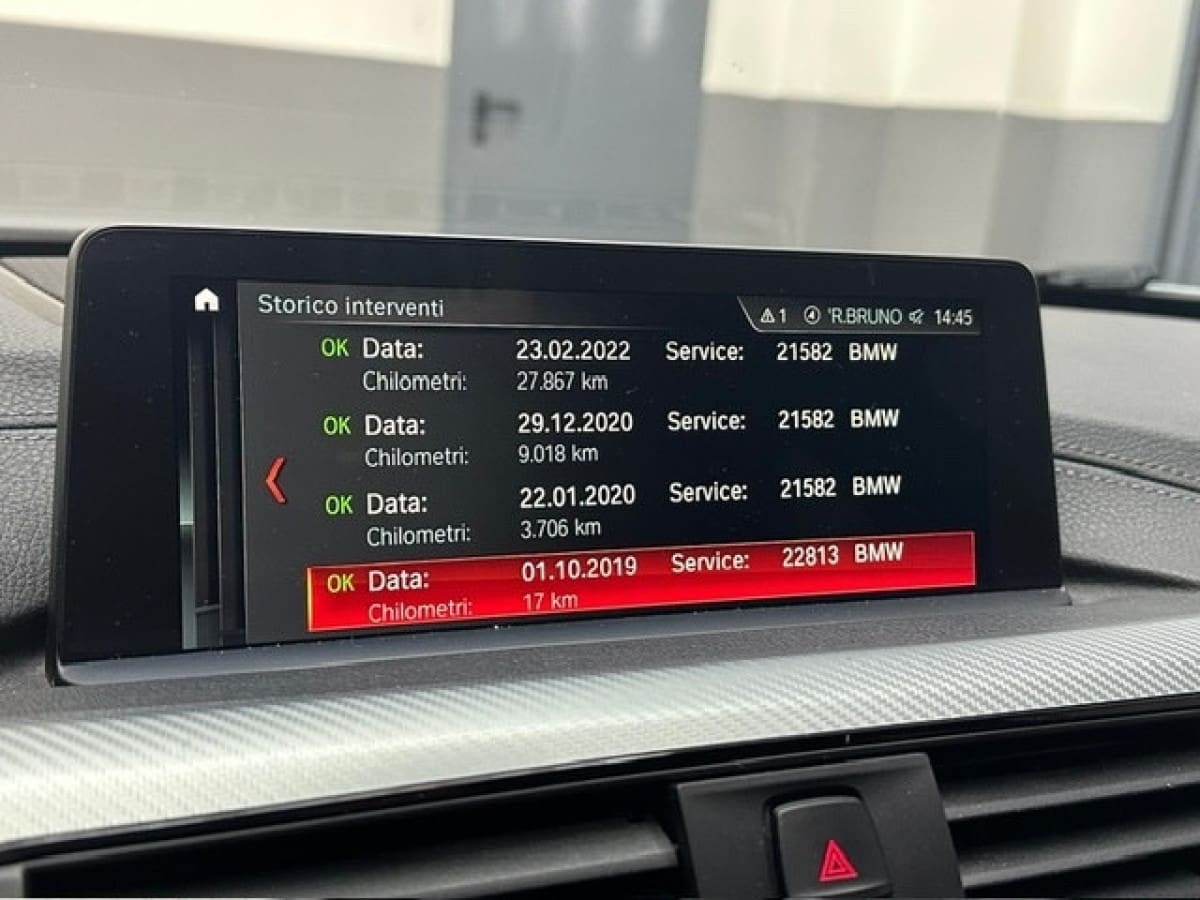 Storico interventi 1 'R.BRUNO 14:45
OK Data: 23.02.2022 Service: 21582 BMW
Chilometri: 27.867 km
OK Data: 29.12.2020 Service: 21582 BMW
Chilometri: 9.018 km
OK Data: 22.01.2020 Service: 21582 BMW
Chilometri: 3.706 km
OK Data: 01.10.2019 Service: 22813 BMW
Chilometri: 17 km